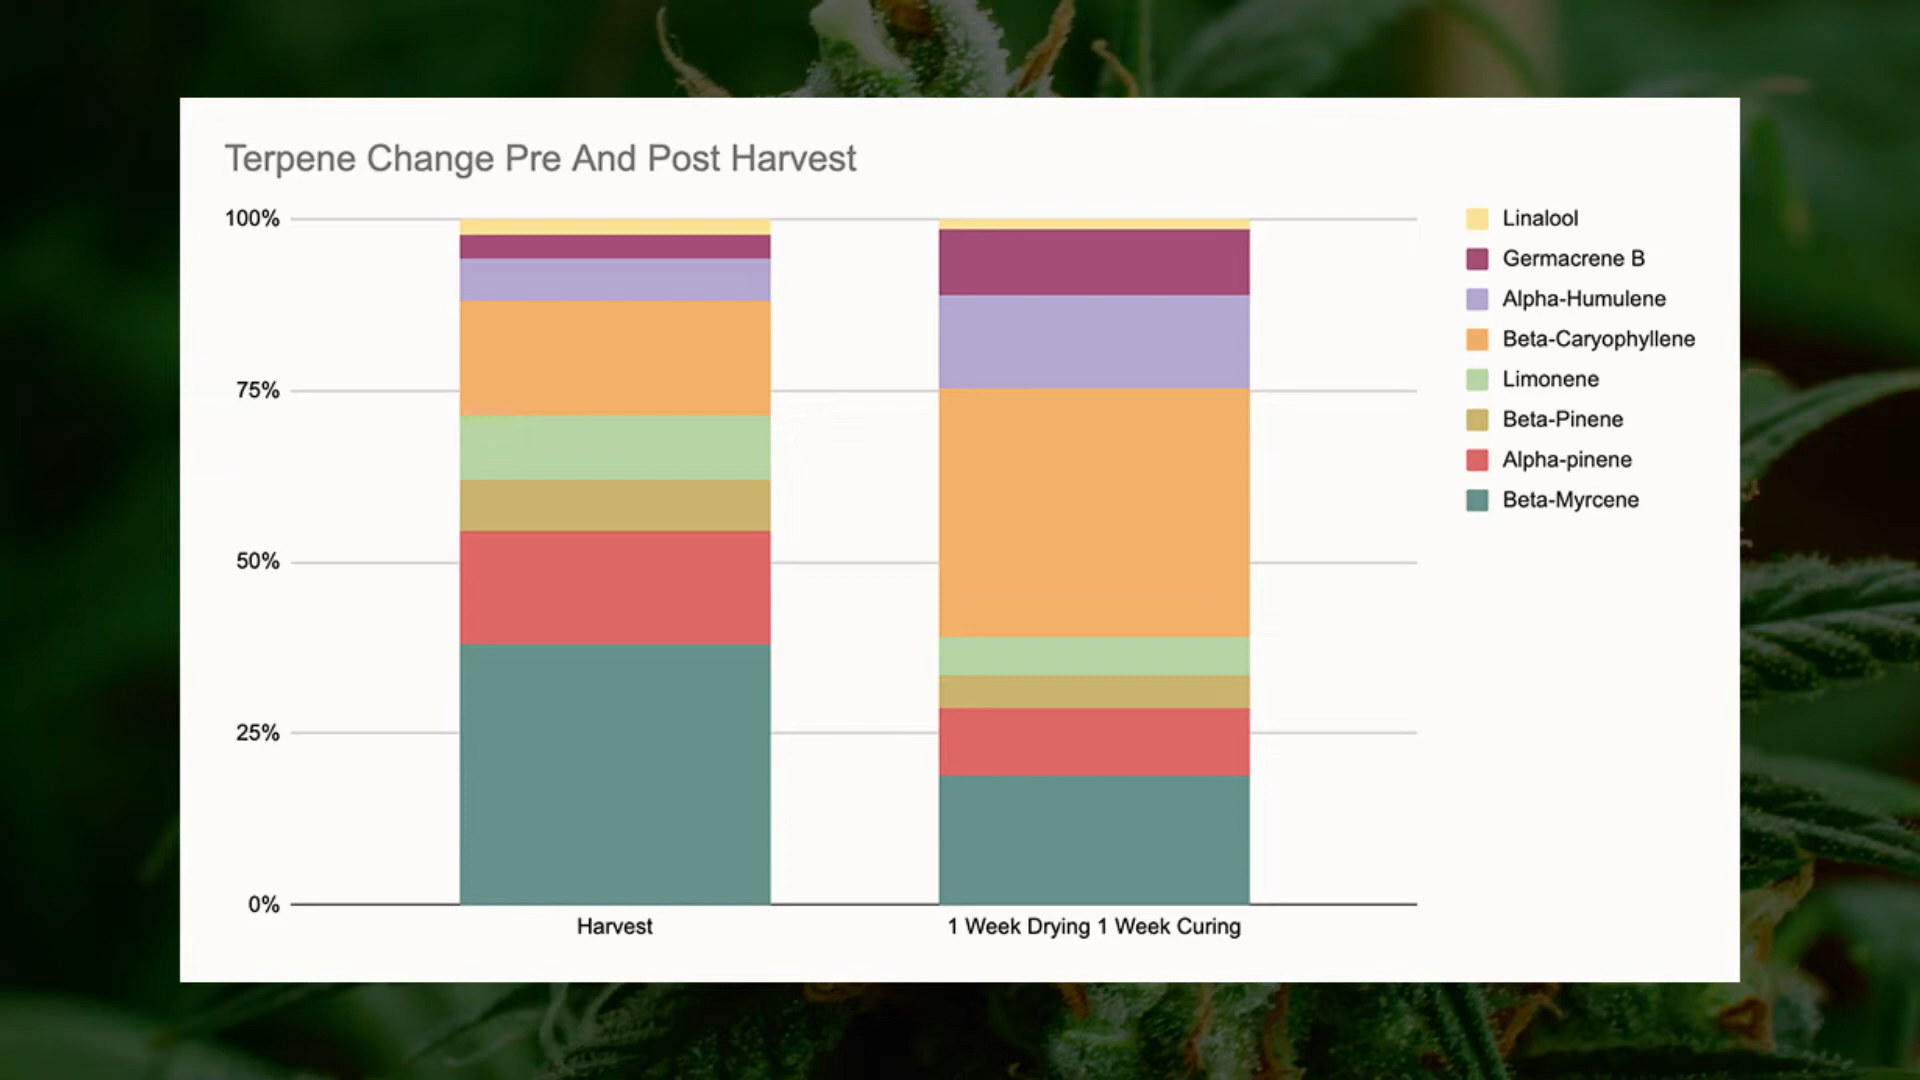 Terpene Change Pre And Post Harvest
100%
75%
50%
25%
0%
Harvest
1 Week Drying 1 Week Curing
Linalool
Germacrene B
Alpha-Humulene
Beta-Caryophyllene
Limonene
Beta-Pinene
Alpha-pinene
Beta-Myrcene